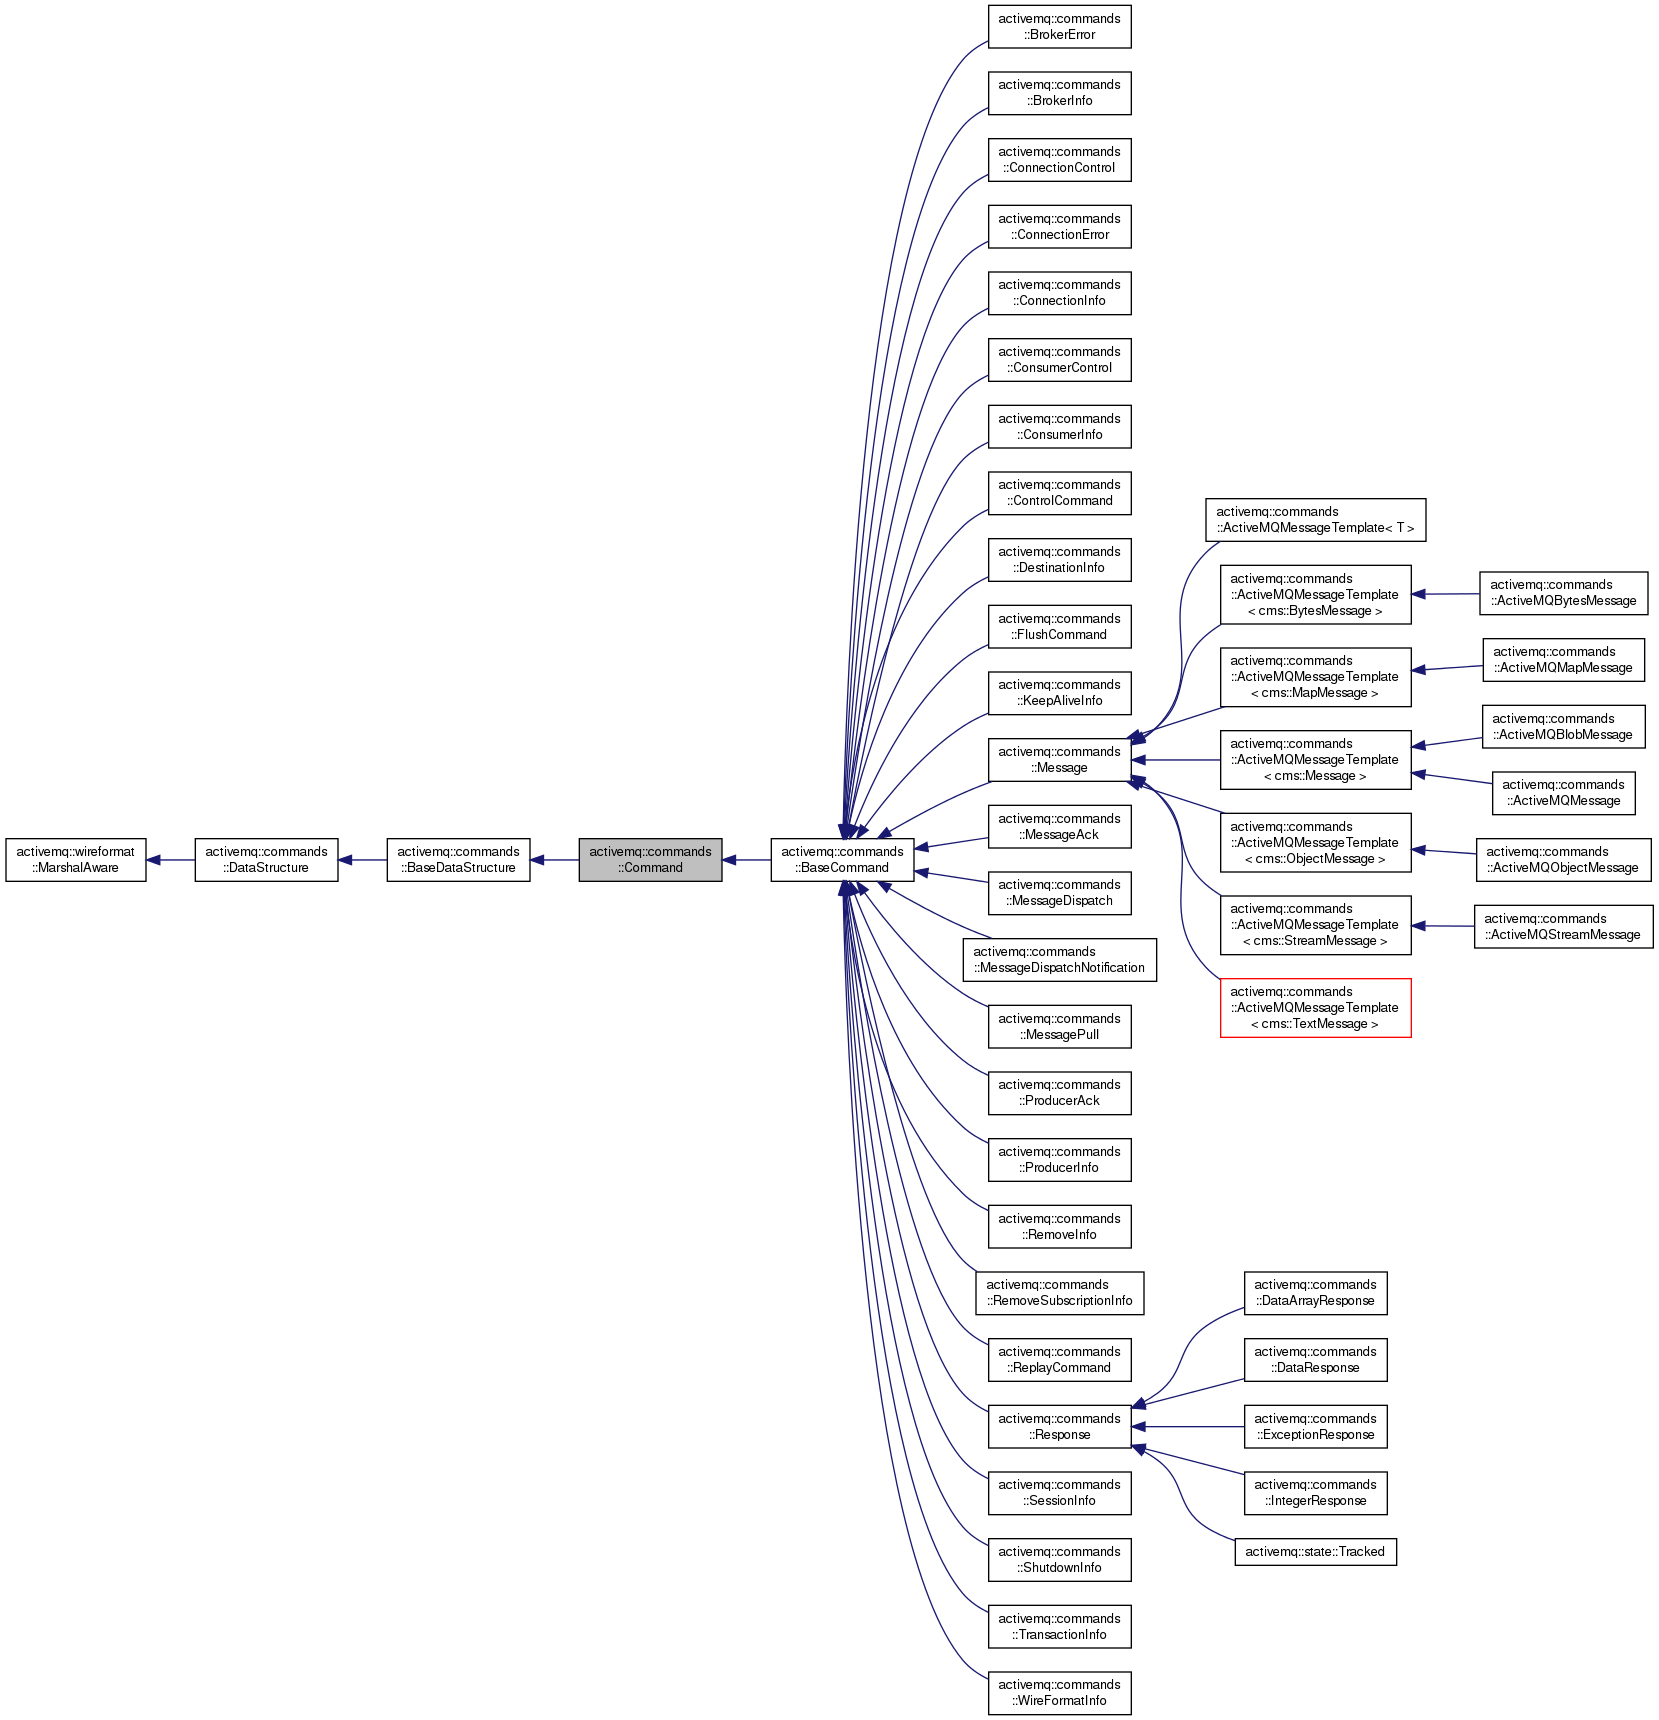 activemq::commands
::BrokerError
activemq::commands
::BrokerInfo
activemq::commands
::ConnectionControl
activemq::commands
::ConnectionError
activemq::commands
::ConnectionInfo
activemq::commands
::ConsumerControl
activemq::commands
::ConsumerInfo
activemq::commands
::ControlCommand
activemq::commands
::DestinationInfo
activemq::commands
::FlushCommand
activemq::commands
::KeepAliveInfo
activemq::commands
::Message
activemq::commands
::MessageAck
activemq::commands
::MessageDispatch
activemq::commands
::MessageDispatchNotification
activemq::commands
::MessagePull
activemq::commands
::ProducerAck
activemq::commands
::ProducerInfo
activemq::commands
::RemoveInfo
activemq::commands
::RemoveSubscriptionInfo
activemq::commands
::ReplayCommand
activemq::commands
::Response
activemq::commands
::SessionInfo
activemq::commands
::ShutdownInfo
activemq::commands
::TransactionInfo
activemq::commands
::WireFormatInfo
activemq::wireformat
::MarshalAware
activemq::commands
::DataStructure
activemq::commands
::BaseDataStructure
activemq::commands
::Command
activemq::commands
::BaseCommand
activemq::commands
::ActiveMQMessageTemplate< T >
activemq::commands
::ActiveMQMessageTemplate
< cms::BytesMessage >
activemq::commands
::ActiveMQMessageTemplate
< cms::MapMessage >
activemq::commands
::ActiveMQMessageTemplate
< cms::Message >
activemq::commands
::ActiveMQMessageTemplate
< cms::ObjectMessage >
activemq::commands
::ActiveMQMessageTemplate
< cms::StreamMessage >
activemq::commands
::ActiveMQMessageTemplate
< cms::TextMessage >
activemq::commands
::ActiveMQBytesMessage
activemq::commands
::ActiveMQMapMessage
activemq::commands
::ActiveMQBlobMessage
activemq::commands
::ActiveMQMessage
activemq::commands
::ActiveMQObjectMessage
activemq::commands
::ActiveMQStreamMessage
activemq::commands
::DataArrayResponse
activemq::commands
::DataResponse
activemq::commands
::ExceptionResponse
activemq::commands
::IntegerResponse
activemq::state::Tracked